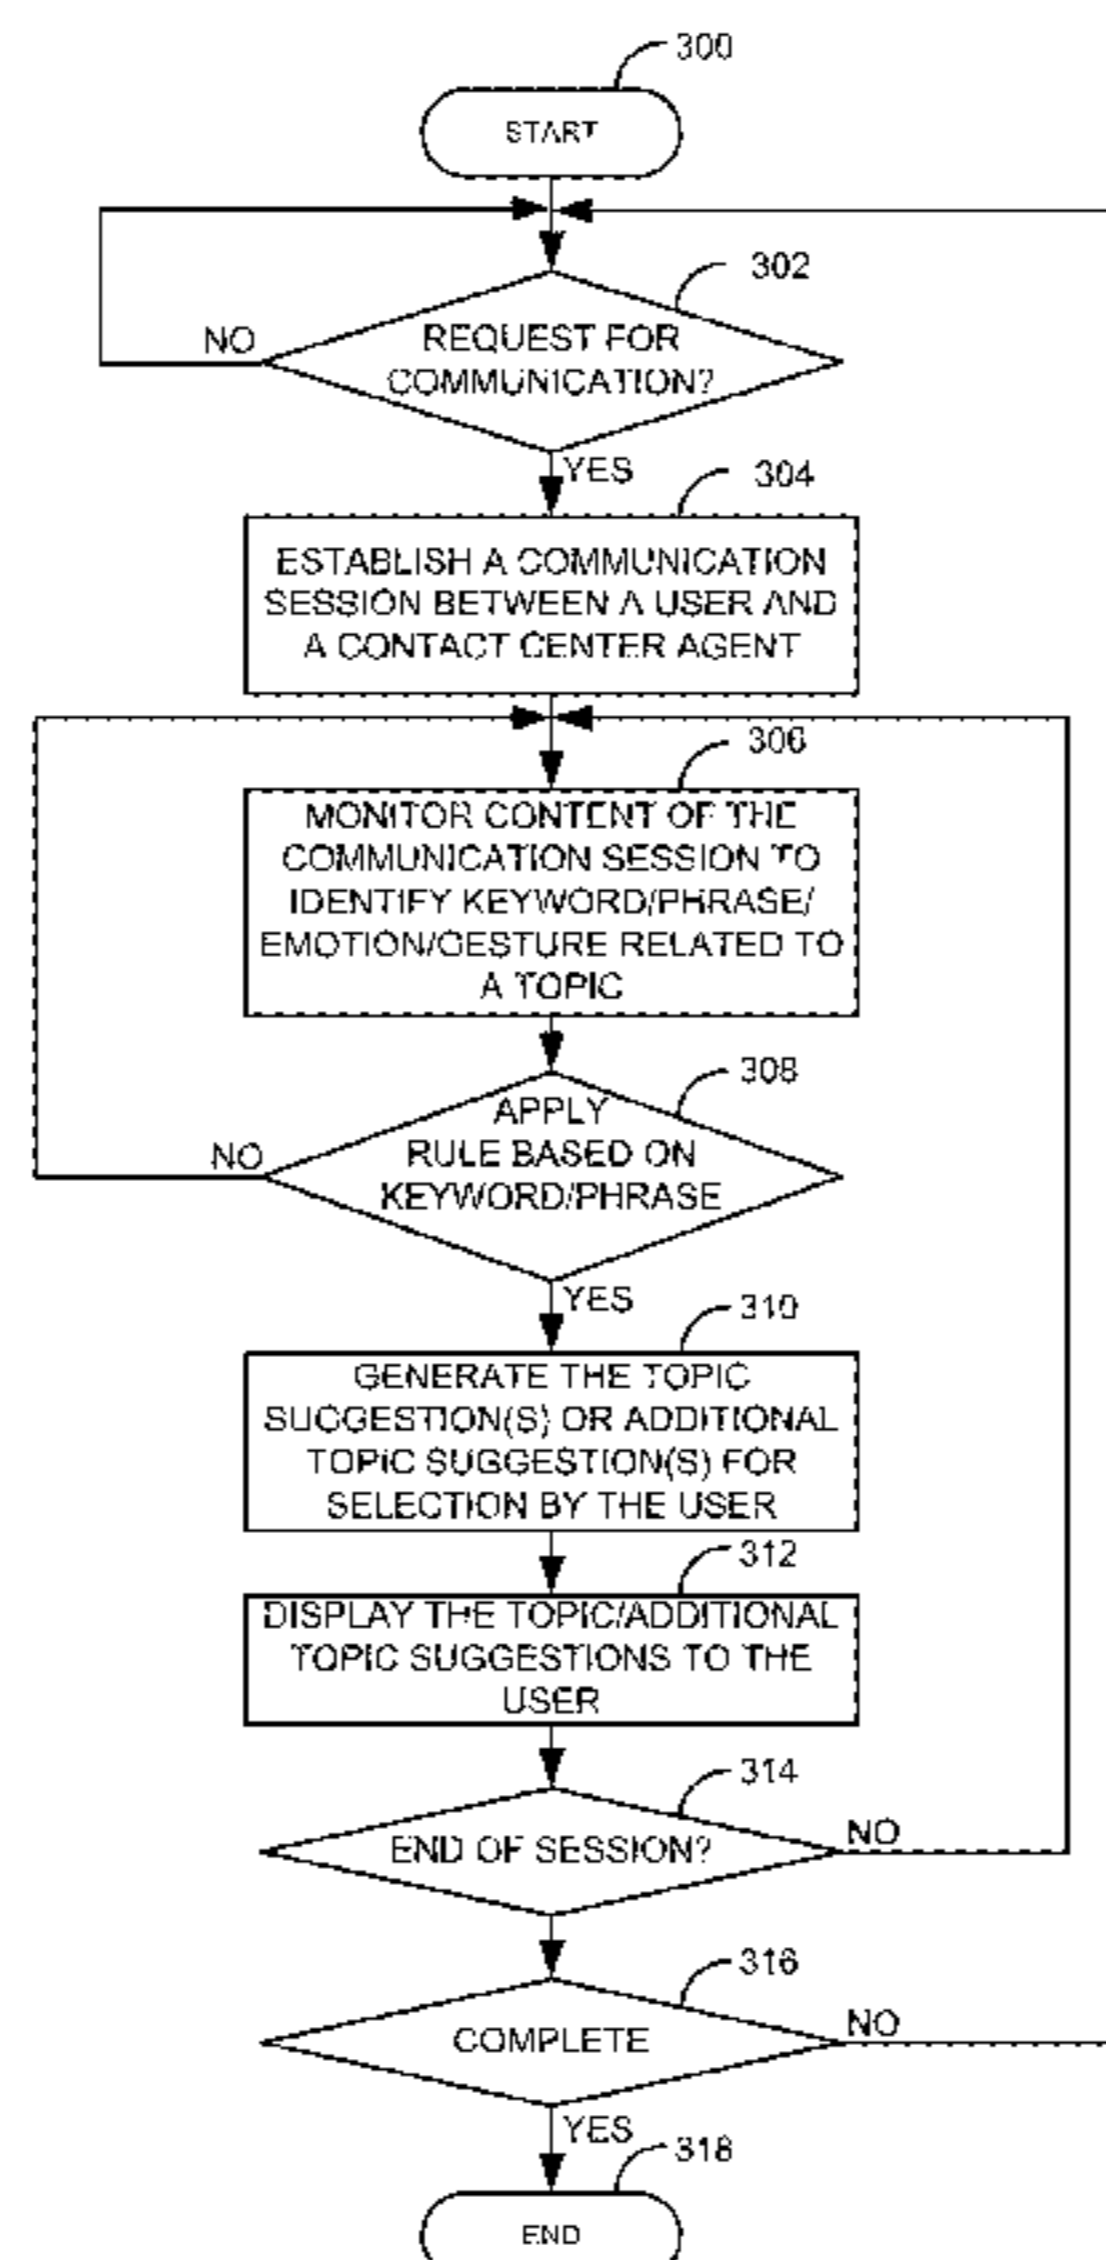 300
START
302
NO
REQUEST FOR
COMMUNICATION?
YES
304
ESTABLISH A COMMUNICATION
SESSION BETWEEN A USER AND
A CONTACT CENTER AGENT
306
MONITOR CONTENT OF THE
COMMUNICATION SESSION TO
IDENTIFY KEYWORD/PHRASE/
EMOTION/GESTURE RELATED TO
A TOPIC
308
NO
APPLY
RULE BASED ON
KEYWORD/PHRASE
YES
310
GENERATE THE TOPIC
SUGGESTION(S) OR ADDITIONAL
TOPIC SUGGESTION(S) FOR
SELECTION BY THE USER
312
DISPLAY THE TOPIC/ADDITIONAL
TOPIC SUGGESTIONS TO THE
USER
314
END OF SESSION?
NO
316
COMPLETE
NO
YES
318
END